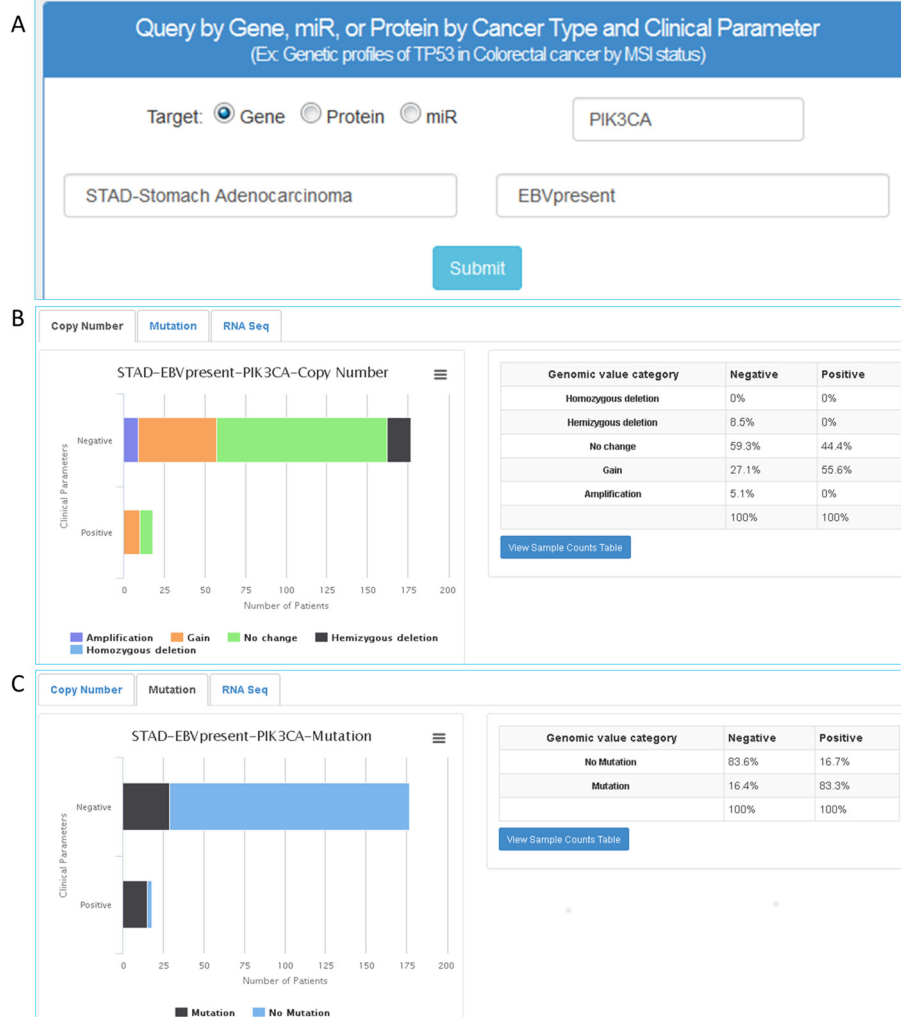 A
Query by Gene, miR, or Protein by Cancer Type and Clinical Parameter
(Ex: Genetic profiles of TP53 in Colorectal cancer by MSI status)
Target: Gene Protein miR PIK3CA
STAD-Stomach Adenocarcinoma EBVpresent
Submit
B
Copy Number Mutation RNA Seq
STAD-EBVpresent-PIK3CA-Copy Number
Clinical Parameters
Negative
Positive
0 25 50 75 100 125 150 175 200
Number of Patients
Amplification Gain No change Hemizygous deletion
Homozygous deletion
Genomic value category Negative Positive
Homozygous deletion 0% 0%
Hemizygous deletion 8.5% 0%
No change 59.3% 44.4%
Gain 27.1% 55.6%
Amplification 5.1% 0%
100% 100%
View Sample Counts Table
C
Copy Number Mutation RNA Seq
STAD-EBVpresent-PIK3CA-Mutation
Clinical Parameters
Negative
Positive
0 25 50 75 100 125 150 175 200
Number of Patients
Mutation No Mutation
Genomic value category Negative Positive
No Mutation 83.6% 16.7%
Mutation 16.4% 83.3%
100% 100%
View Sample Counts Table